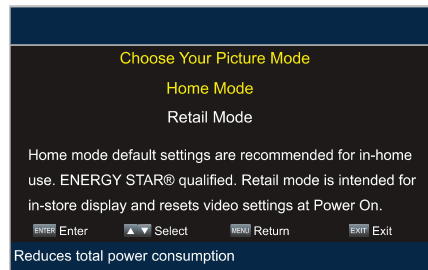 Choose Your Picture Mode
Home Mode
Retail Mode
Home mode default settings are recommended for in-home
use. ENERGY STAR® qualified. Retail mode is intended for
in-store display and resets video settings at Power On.
ENTER Enter ▲ ▼ Select MENU Return EXIT Exit
Reduces total power consumption